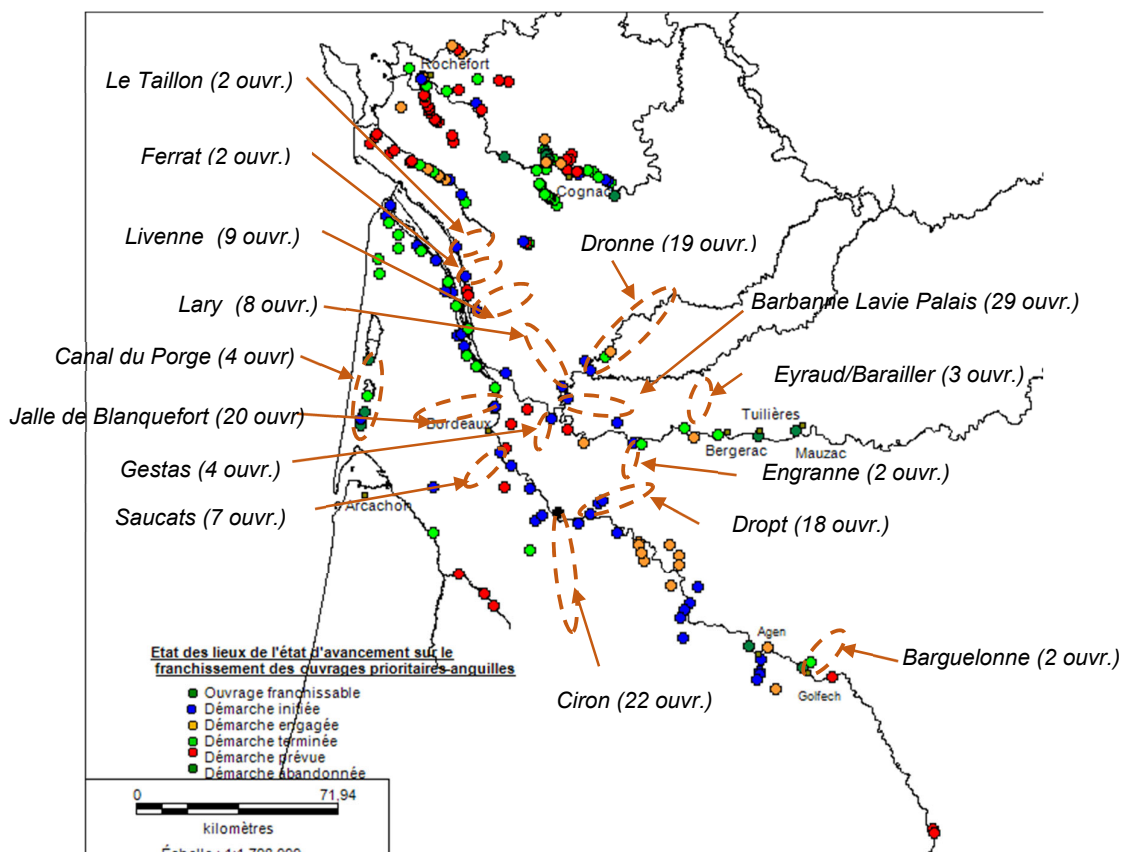 Rochefort
Le Taillon (2 ouvr.)
Ferrat (2 ouvr.)
Cognac
Livenne (9 ouvr.)
Dronne (19 ouvr.)
Lary (8 ouvr.)
Barbanne Lavie Palais (29 ouvr.)
Canal du Porge (4 ouvr)
Eyraud/Barailler (3 ouvr.)
Jalle de Blanquefort (20 ouvr)
Bordeaux
Tuilières
Bergerac
Mauzac
Gestas (4 ouvr.)
Engranne (2 ouvr.)
Arcachon
Saucats (7 ouvr.)
Dropt (18 ouvr.)
Agen
Barguelonne (2 ouvr.)
Golfech
Ciron (22 ouvr.)
Etat des lieux de l'état d'avancement sur le
franchissement des ouvrages prioritaires-anguilles
Ouvrage franchissable
Démarche initiée
Démarche engagée
Démarche terminée
Démarche prévue
Démarche abandonnée
0 71,94
kilomètres